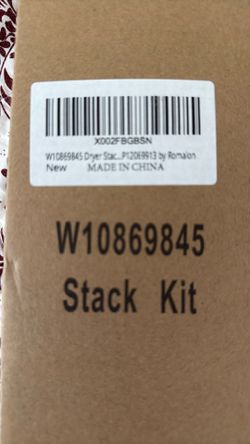 X002FBGBSN
W10869845 Dryer Stac...P12069913 by Romalon
New MADE IN CHINA
W10869845
Stack Kit